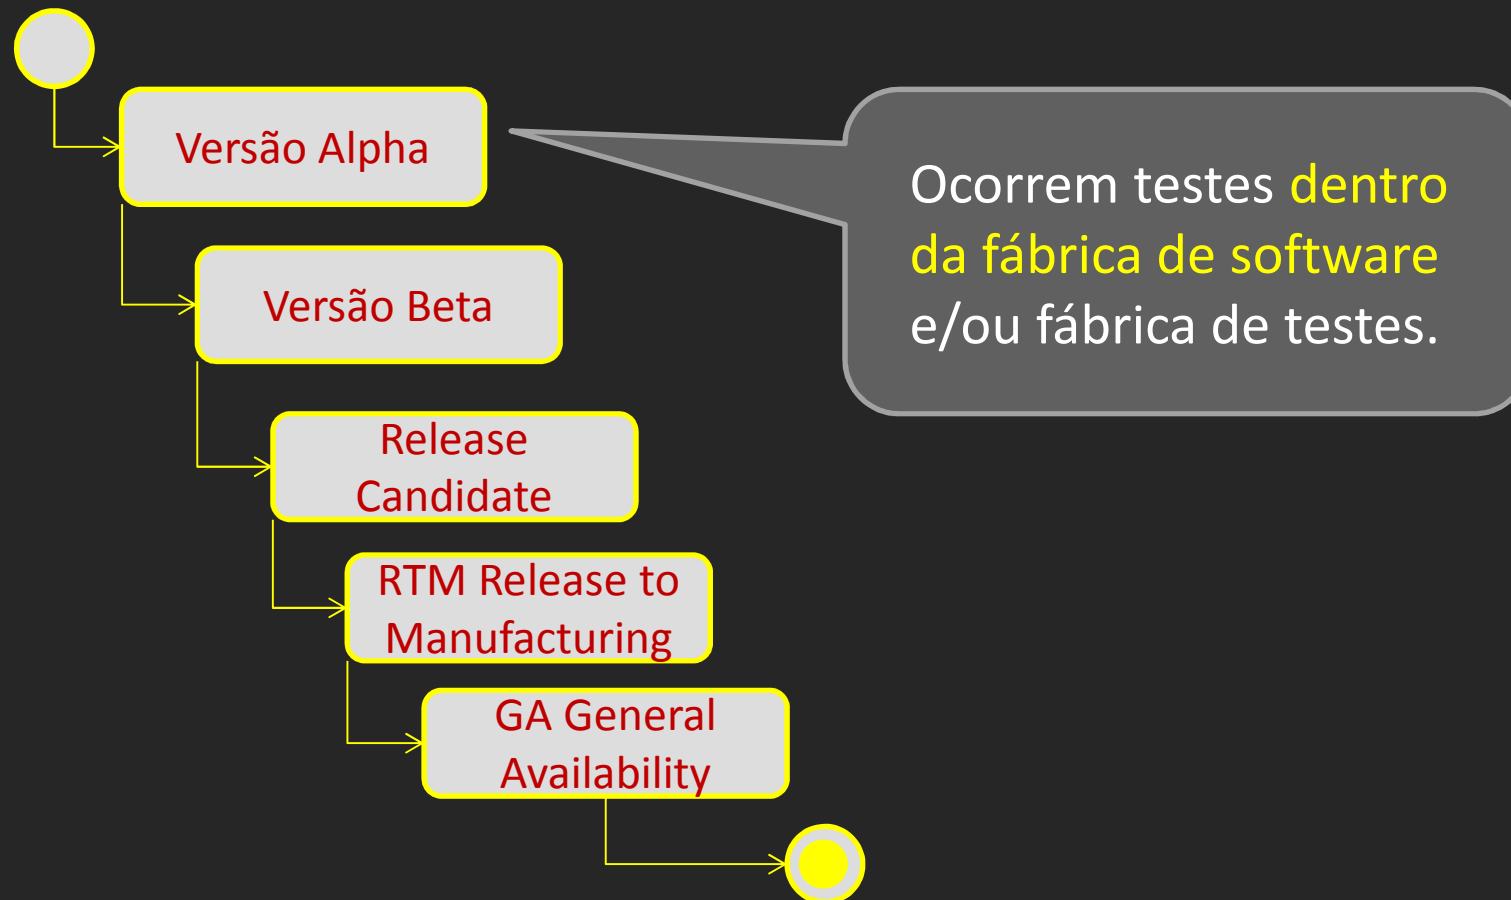 Versão Alpha
Ocorrem testes dentro
da fábrica de software
e/ou fábrica de testes.
Versão Beta
Release
Candidate
RTM Release to
Manufacturing
GA General
Availability